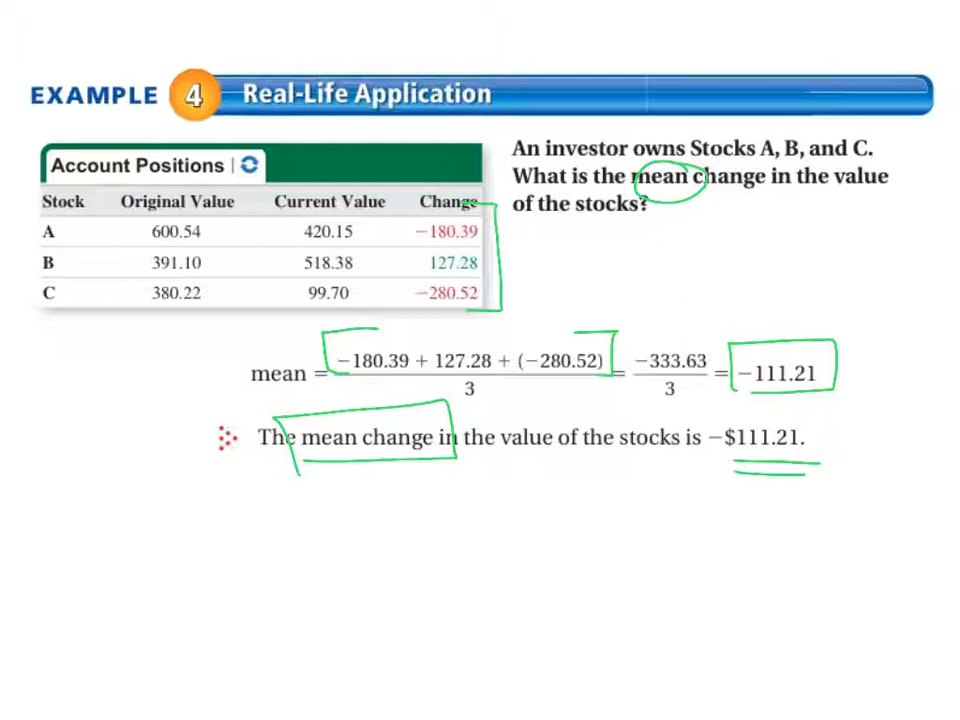 EXAMPLE 4 Real-Life Application
Account Positions
An investor owns Stocks A, B, and C.
What is the mean change in the value
of the stocks?
Stock Original Value Current Value Change
A 600.54 420.15 −180.39
B 391.10 518.38 127.28
C 380.22 99.70 −280.52
mean = −180.39 + 127.28 + (−280.52) / 3 = −333.63 / 3 = −111.21
The mean change in the value of the stocks is −$111.21.